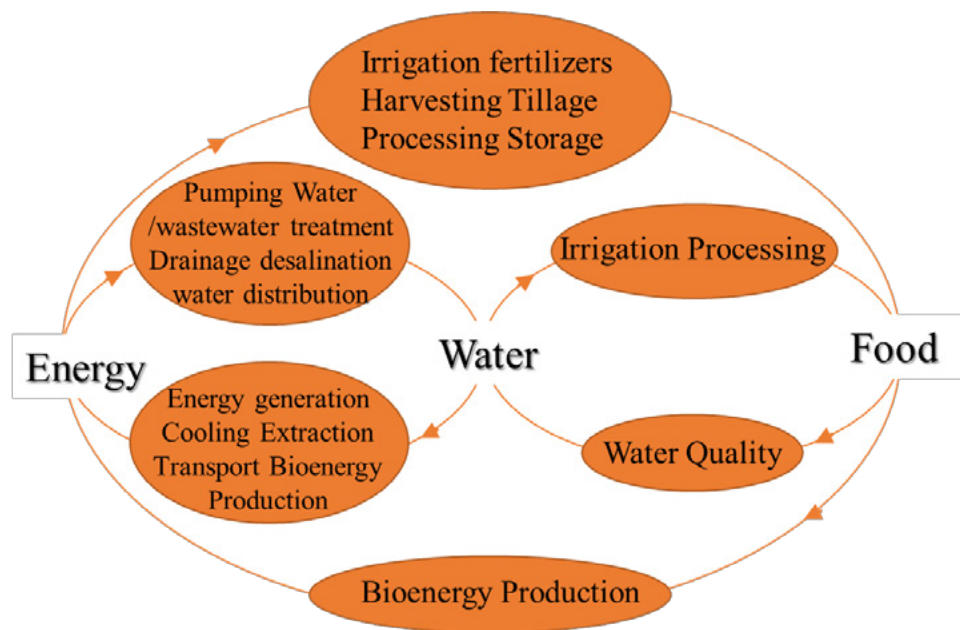 Irrigation fertilizers
Harvesting Tillage
Processing Storage
Pumping Water
/wastewater treatment
Drainage desalination
water distribution
Irrigation Processing
Energy
Water
Food
Energy generation
Cooling Extraction
Transport Bioenergy
Production
Water Quality
Bioenergy Production